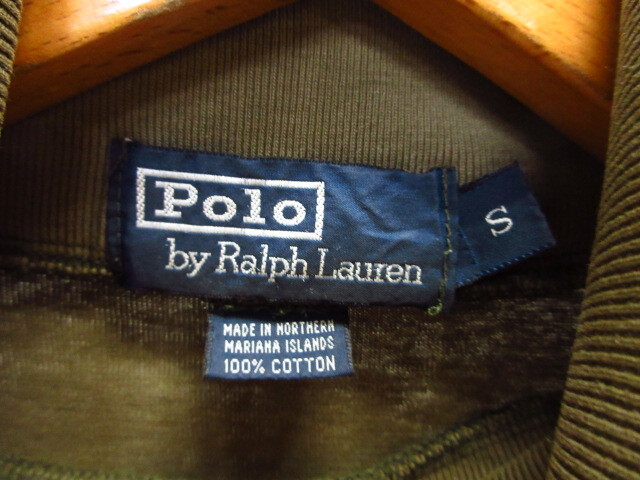 Polo
by Ralph Lauren
S
MADE IN NORTHERN
MARIANA ISLANDS
100% COTTON